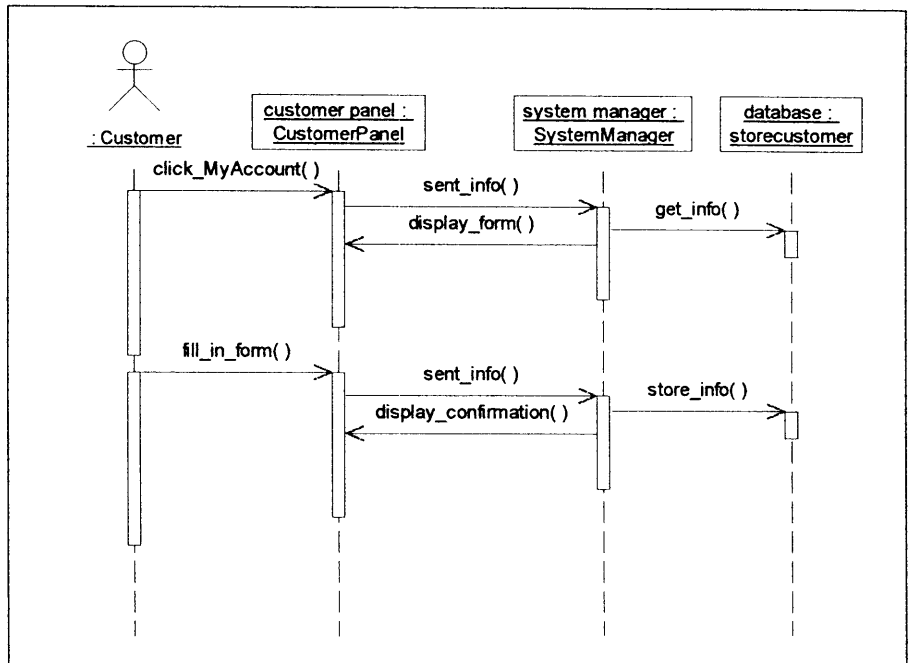 : Customer
customer panel :
CustomerPanel
system manager :
SystemManager
database :
storecustomer
click_MyAccount( )
sent_info( )
get_info( )
display_form( )
fill_in_form( )
sent_info( )
store_info( )
display_confirmation( )